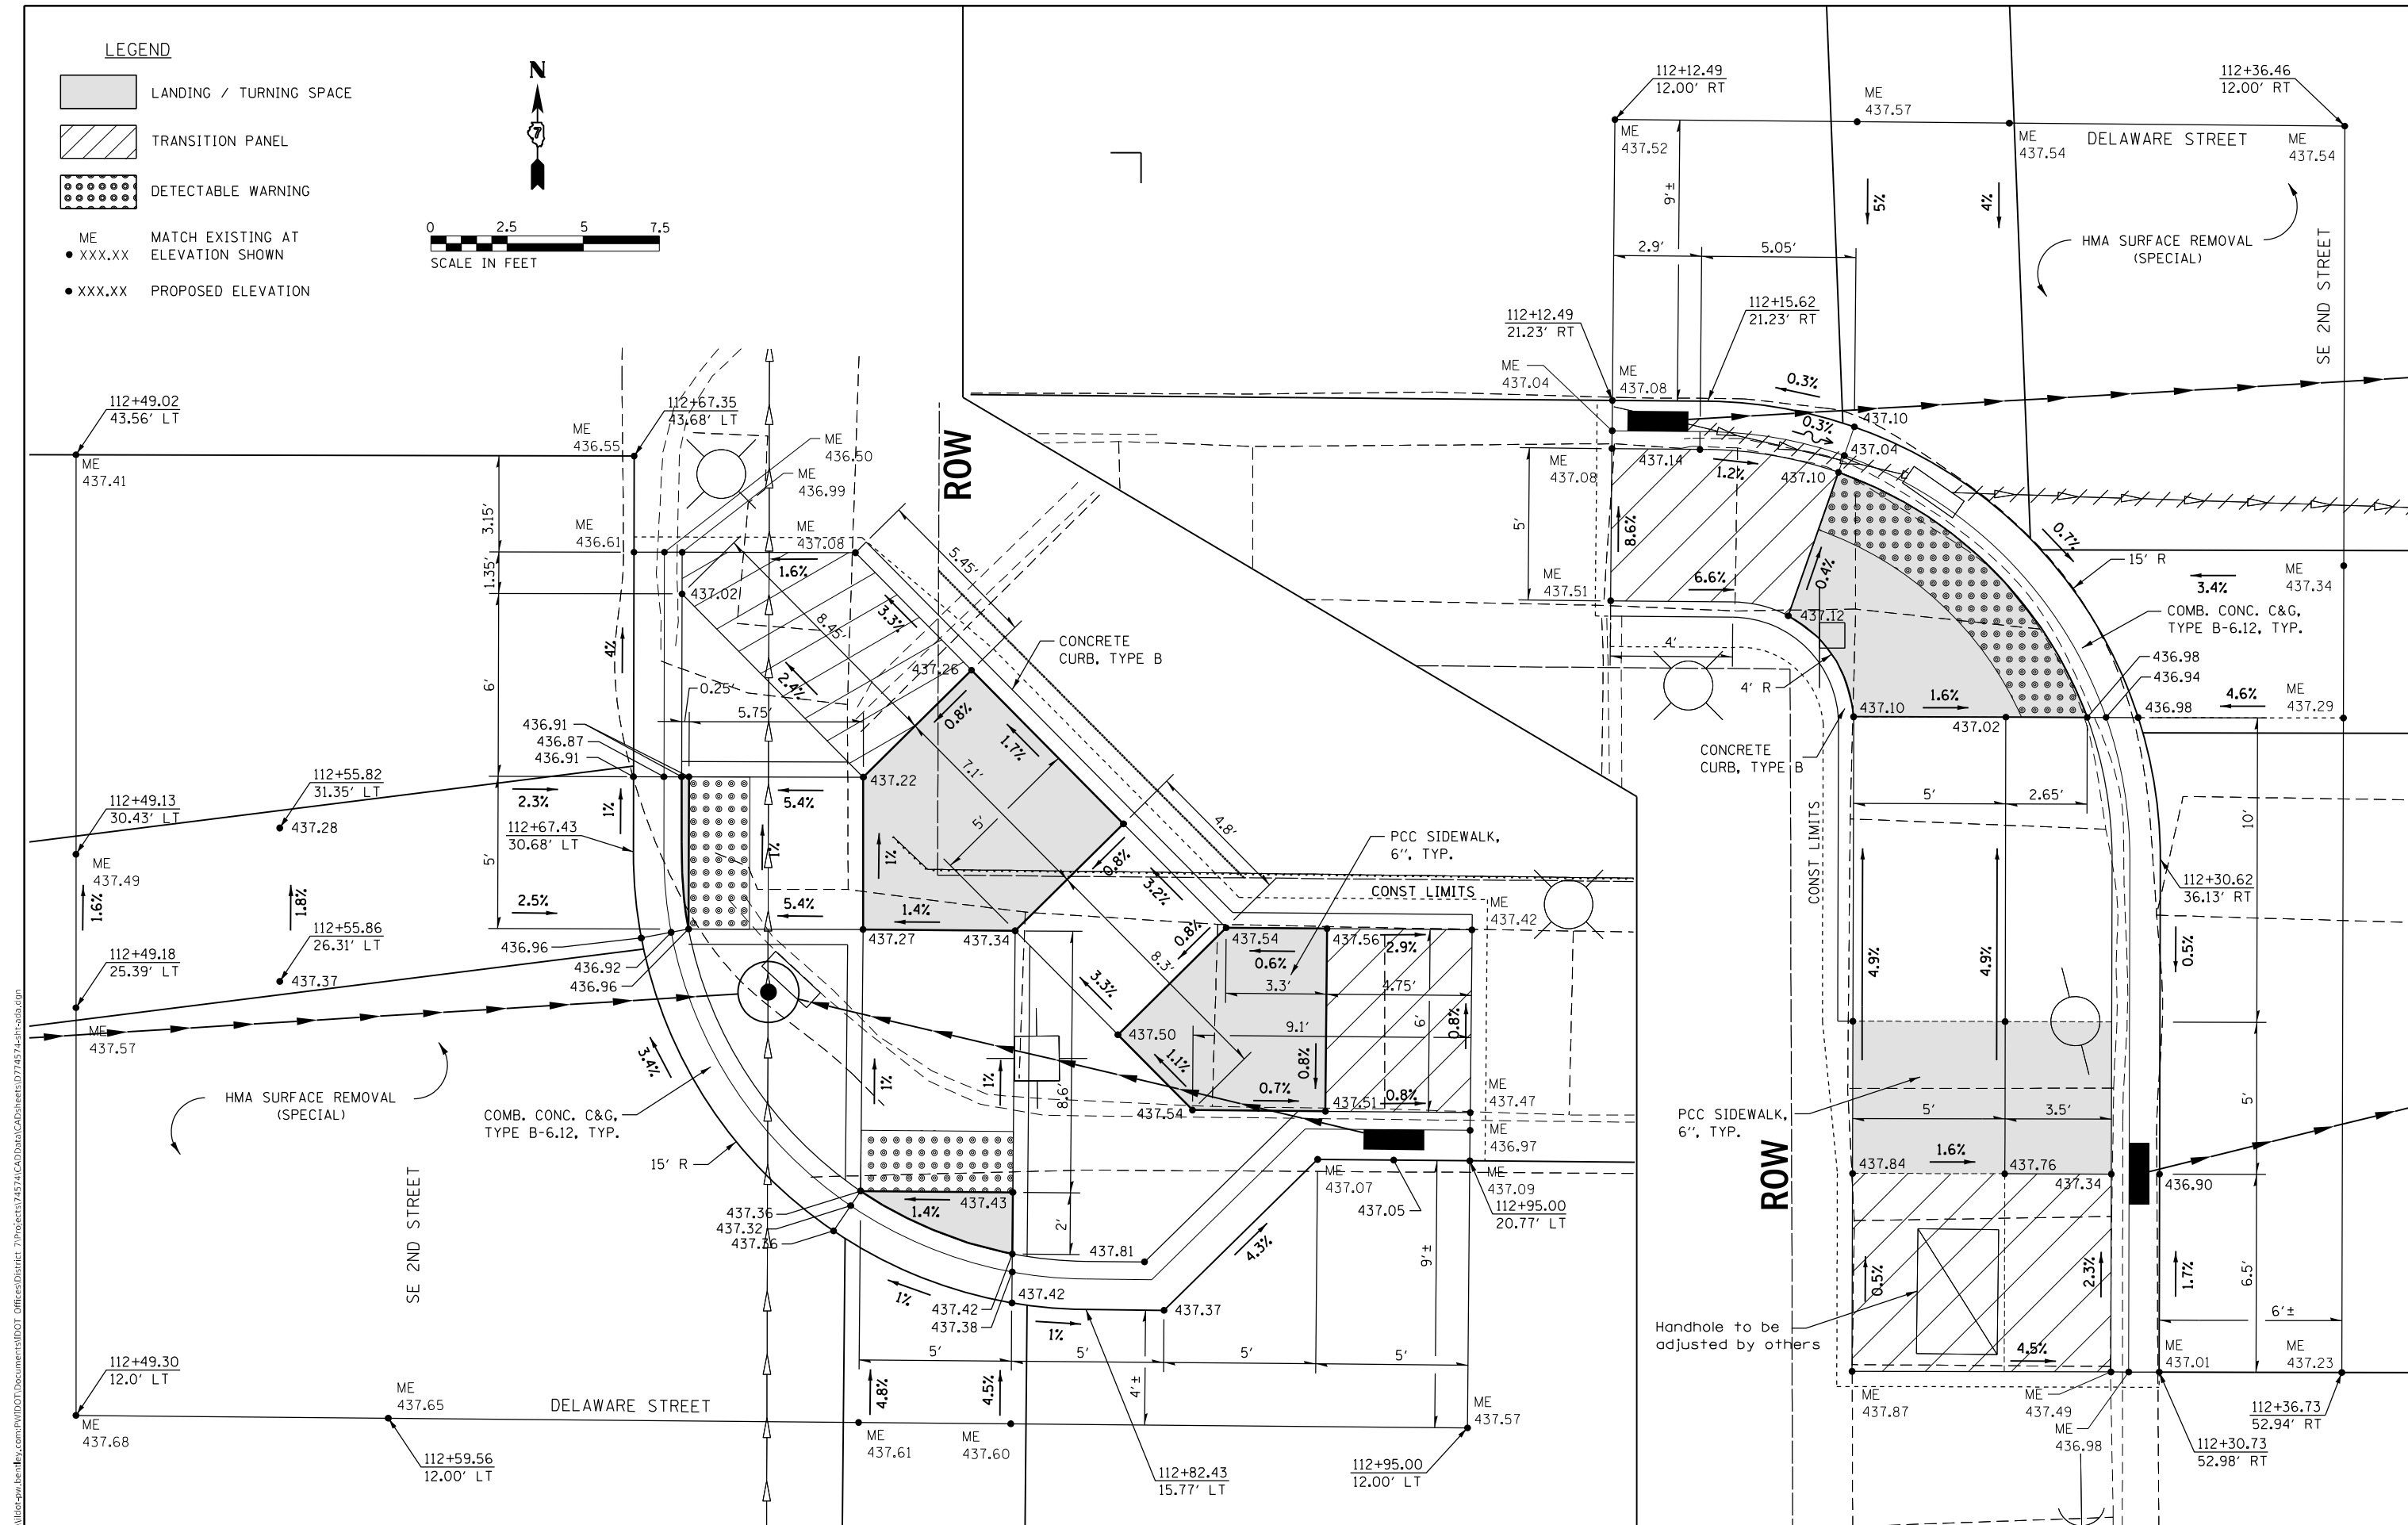 LEGEND
LANDING / TURNING SPACE
TRANSITION PANEL
DETECTABLE WARNING
ME
XXX.XX
MATCH EXISTING AT
ELEVATION SHOWN
XXX.XX PROPOSED ELEVATION
N
7
0 2.5 5 7.5
SCALE IN FEET
112+49.02
43.56' LT
ME
437.41
ME
436.55
112+67.35
43.68' LT
ME
436.50
ME
436.99
ROW
3.15'
ME
436.61
437.08
1.35'
1.6%
437.02
5.45'
8.45'
3.3%
4%
2.4%
437.26
CONCRETE
CURB, TYPE B
6'
0.25'
5.75'
0.8%
1.7%
436.91
436.87
436.91
437.22
7.1'
112+55.82
31.35' LT
2.3%
5.4%
112+49.13
30.43' LT
437.28
1%
112+67.43
30.68' LT
5'
4.8'
PCC SIDEWALK,
6", TYP.
ME
437.49
1.6%
1.8%
5'
1%
1%
0.8%
3.2%
CONST LIMITS
2.5%
5.4%
1.4%
ME
437.42
112+55.86
26.31' LT
436.96
437.27
437.34
0.8%
437.54
437.56
2.9%
112+49.18
25.39' LT
436.92
436.96
8.3'
0.6%
437.37
3.3%
3.3'
4.75'
ME
437.57
437.50
9.1'
6'
0.8%
3.4%
1.1%
0.8%
HMA SURFACE REMOVAL
(SPECIAL)
1%
1%
8.6'
0.7%
437.54
437.51
0.8%
ME
437.47
COMB. CONC. C&G,
TYPE B-6.12, TYP.
ME
436.97
15' R
SE 2ND STREET
437.36
437.32
437.36
1.4%
437.43
2'
ME
437.07
437.05
ME
437.09
112+95.00
20.77' LT
437.81
4.3%
9'±
1%
437.42
437.42
437.38
437.37
1%
5'
5'
5'
5'
112+49.30
12.0' LT
4.8%
4.5%
4'±
ME
437.65
DELAWARE STREET
ME
437.68
ME
437.61
ME
437.60
ME
437.57
112+59.56
12.00' LT
112+82.43
15.77' LT
112+95.00
12.00' LT
112+12.49
12.00' RT
112+36.46
12.00' RT
ME
437.57
ME
437.52
ME
437.54
DELAWARE STREET
ME
437.54
9'±
5%
4%
HMA SURFACE REMOVAL
(SPECIAL)
2.9'
5.05'
SE 2ND STREET
112+12.49
21.23' RT
112+15.62
21.23' RT
ME
437.04
ME
437.08
0.3%
437.10
0.3%
437.04
ME
437.08
437.14
1.2%
437.10
5'
8.6%
0.7%
15' R
ME
437.51
6.6%
0.4%
3.4%
ME
437.34
437.12
COMB. CONC. C&G,
TYPE B-6.12, TYP.
4'
4' R
436.98
436.94
1.6%
4.6%
ME
437.29
437.10
437.02
436.98
CONCRETE
CURB, TYPE B
CONST LIMITS
5'
2.65'
10'
112+30.62
36.13' RT
4.9%
4.9%
0.5%
PCC SIDEWALK,
6", TYP.
5'
3.5'
5'
ROW
1.6%
437.84
437.76
437.34
436.90
0.5%
2.3%
1.7%
6.5'
6'±
Handhole to be
adjusted by others
4.5%
ME
437.01
ME
437.23
ME
437.87
ME
437.49
ME
436.98
112+36.73
52.94' RT
112+30.73
52.98' RT